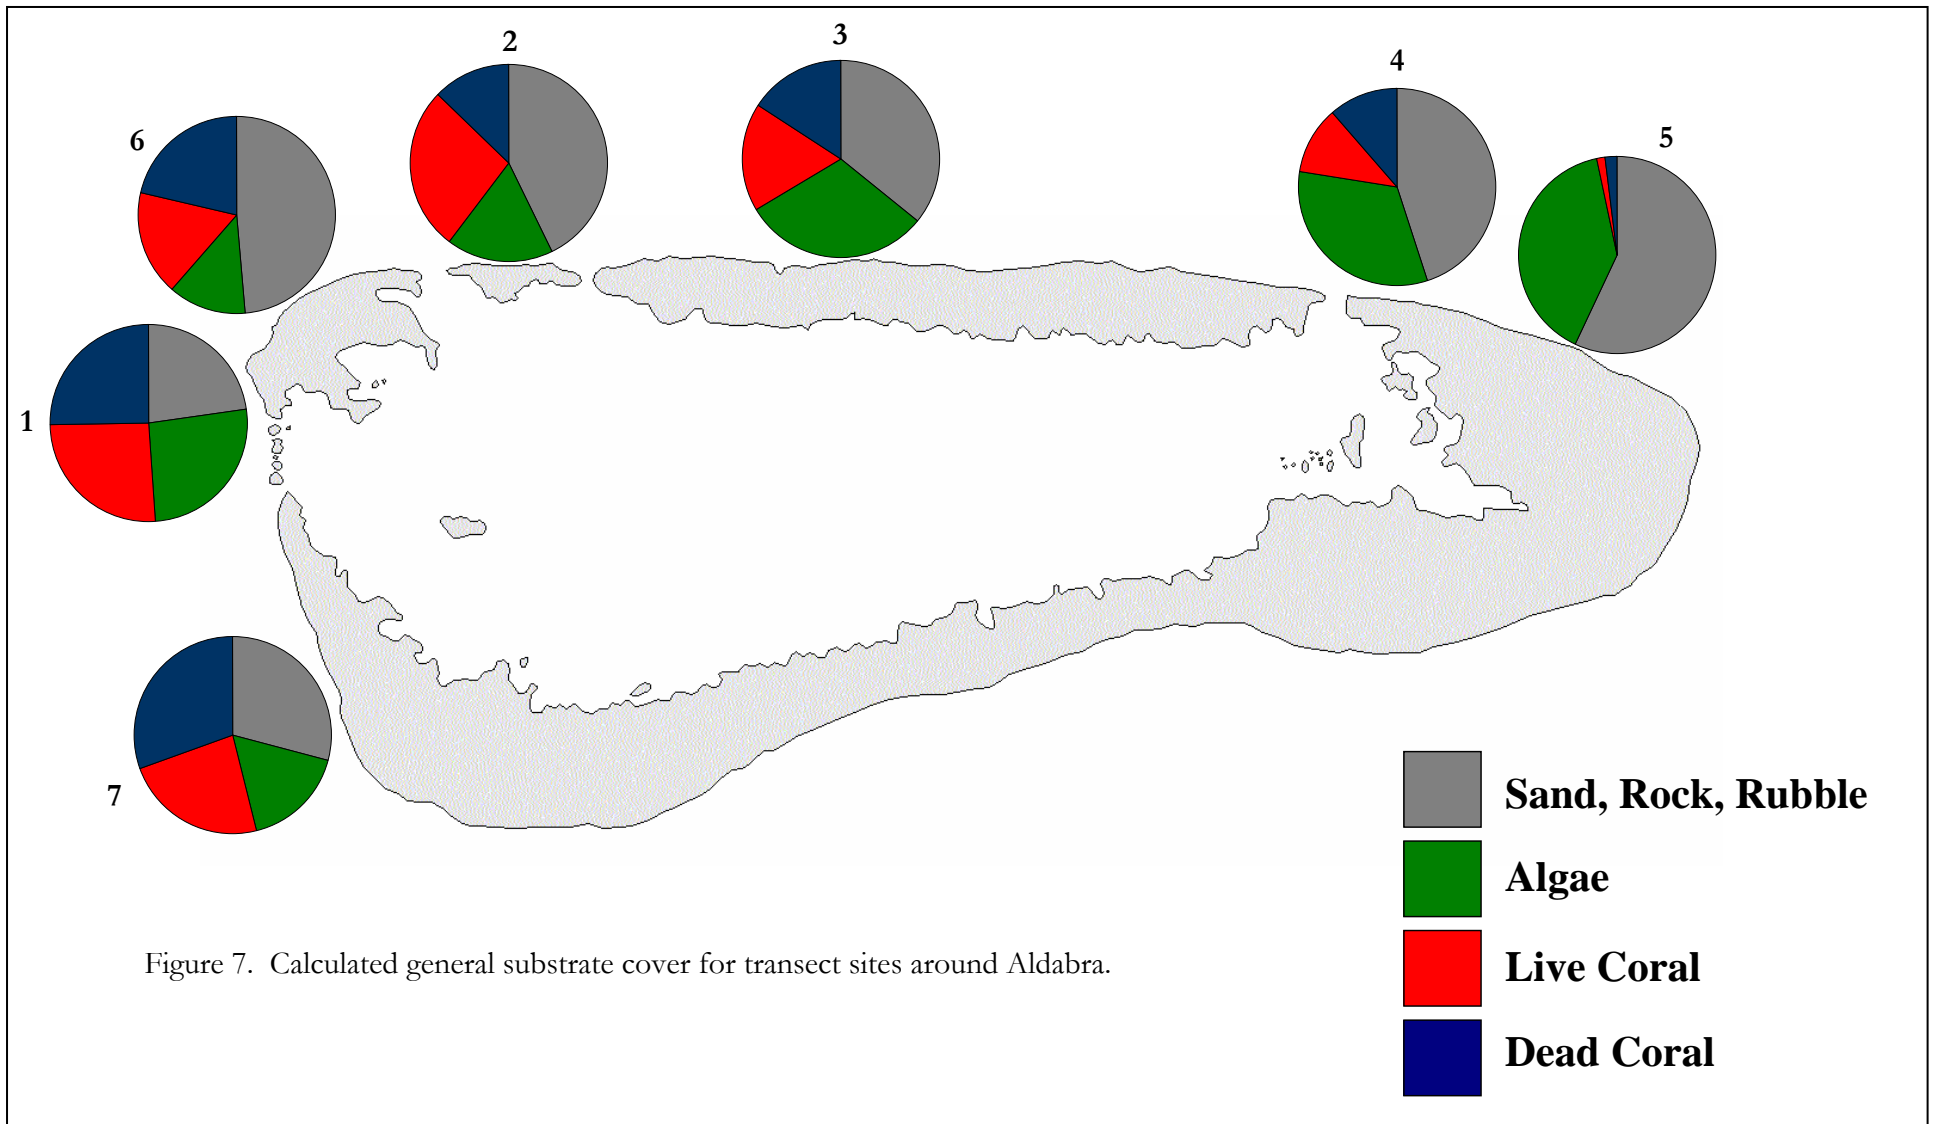 2
3
4
5
6
1
7
Sand, Rock, Rubble
Algae
Live Coral
Dead Coral
Figure 7. Calculated general substrate cover for transect sites around Aldabra.